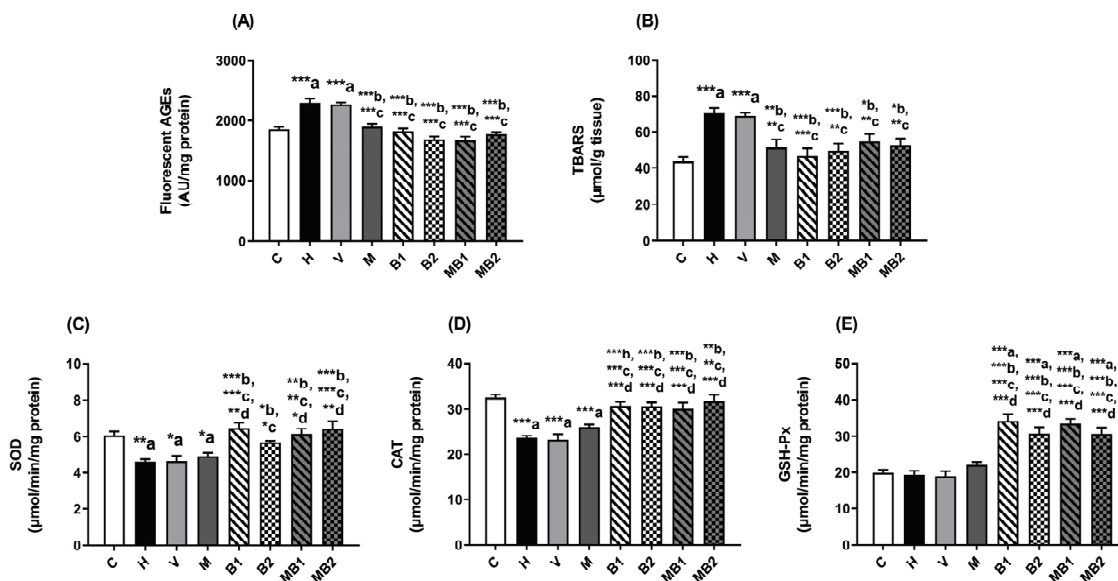 (A)
Fluorescent AGEs
(AU/mg protein)
3000
2000
1000
0
***a
***a
***b,
***c
***b,
***c
***b,
***c
***b,
***c
***b,
***c
C
H
V
M
B1
B2
MB1
MB2
(B)
TBARS
(μmol/g tissue)
100
80
60
40
20
0
***a
***a
**b,
**c
***b,
***c
***b,
**c
*b,
**c
*b,
**c
C
H
V
M
B1
B2
MB1
MB2
(C)
SOD
(μmol/min/mg protein)
10
8
6
4
2
0
**a
*a
*a
***b,
***c,
**d
*b,
*c
**b,
**c,
*d
***b,
***c,
**d
C
H
V
M
B1
B2
MB1
MB2
(D)
CAT
(μmol/min/mg protein)
40
30
20
10
0
***a
***a
***a
***b,
***c,
***d
***b,
***c,
***d
***b,
***c,
***d
**b,
**c,
***d
C
H
V
M
B1
B2
MB1
MB2
(E)
GSH-Px
(μmol/min/mg protein)
50
40
30
20
10
0
***a,
***b,
***c,
***d
***a,
***b,
***c,
***d
***a,
***b,
***c,
***d
***a,
***b,
***c,
***d
C
H
V
M
B1
B2
MB1
MB2